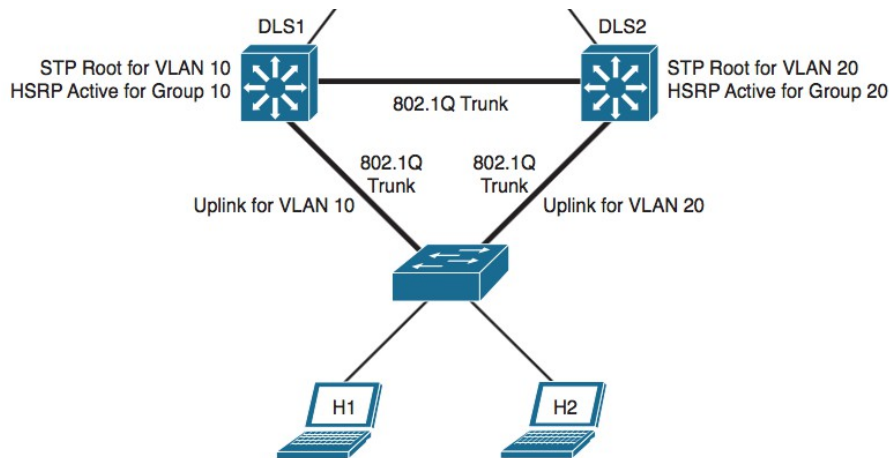 DLS1
DLS2
STP Root for VLAN 10
HSRP Active for Group 10
STP Root for VLAN 20
HSRP Active for Group 20
802.1Q Trunk
802.1Q
Trunk
802.1Q
Trunk
Uplink for VLAN 10
Uplink for VLAN 20
H1
H2